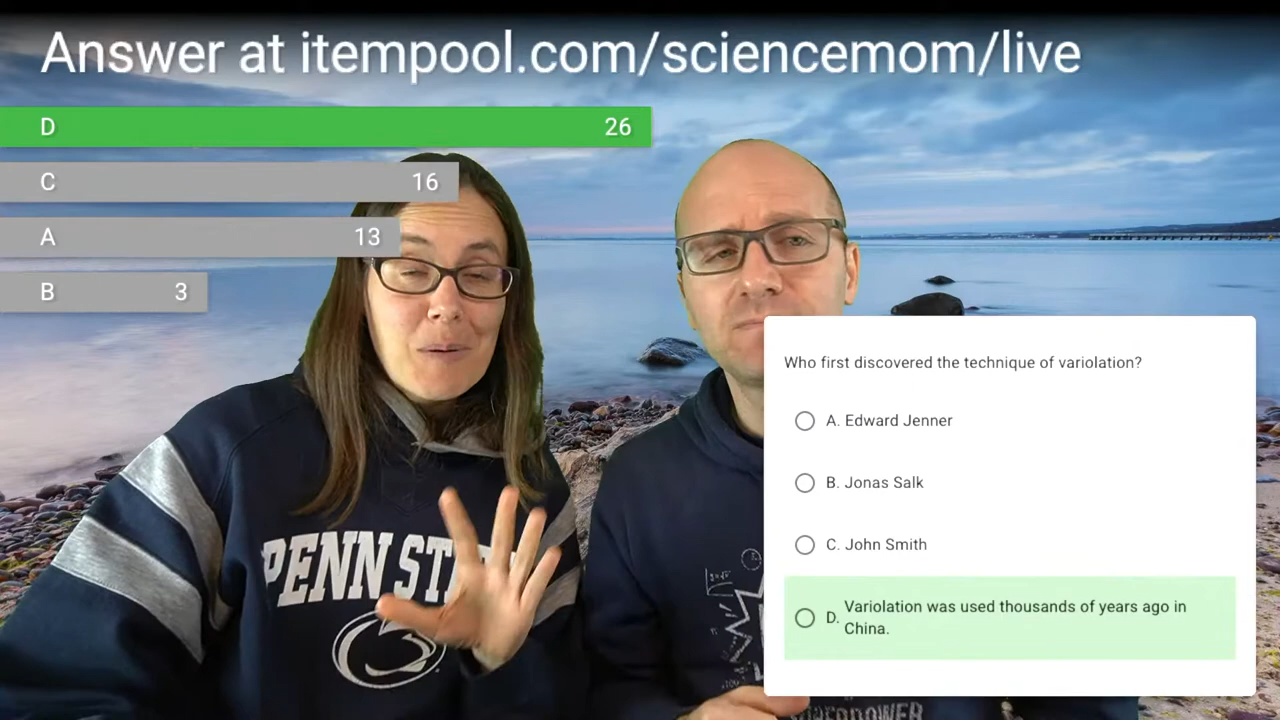 Answer at itempool.com/sciencemom/live
D 26
C 16
A 13
B 3
Who first discovered the technique of variolation?
A. Edward Jenner
B. Jonas Salk
C. John Smith
D. Variolation was used thousands of years ago in
China.
PENN